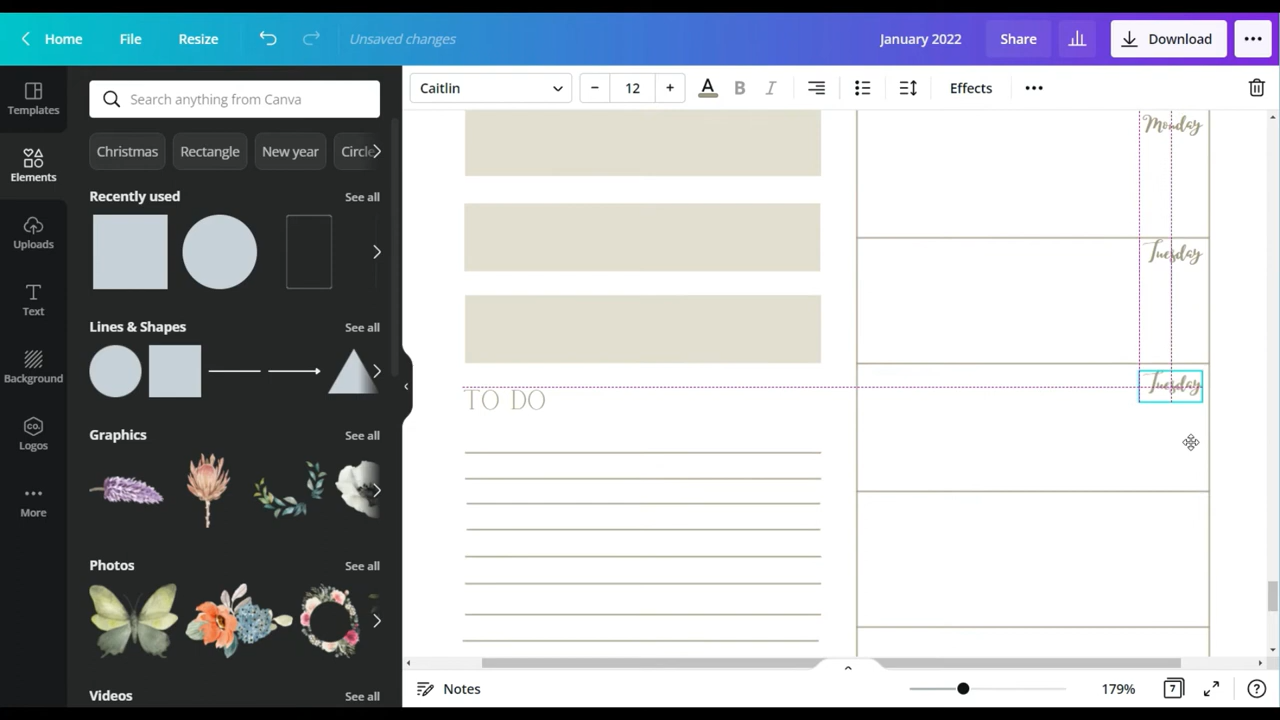 Home
File
Resize
Unsaved changes
January 2022
Share
Download
Templates
Elements
Uploads
Text
Background
Logos
More
Search anything from Canva
Christmas
Rectangle
New year
Circle
Recently used
See all
Lines & Shapes
See all
Graphics
See all
Photos
See all
Videos
See all
Caitlin
12
A
B
I
Effects
Monday
Tuesday
Tuesday
TO DO
Notes
179%
7
?
CO.